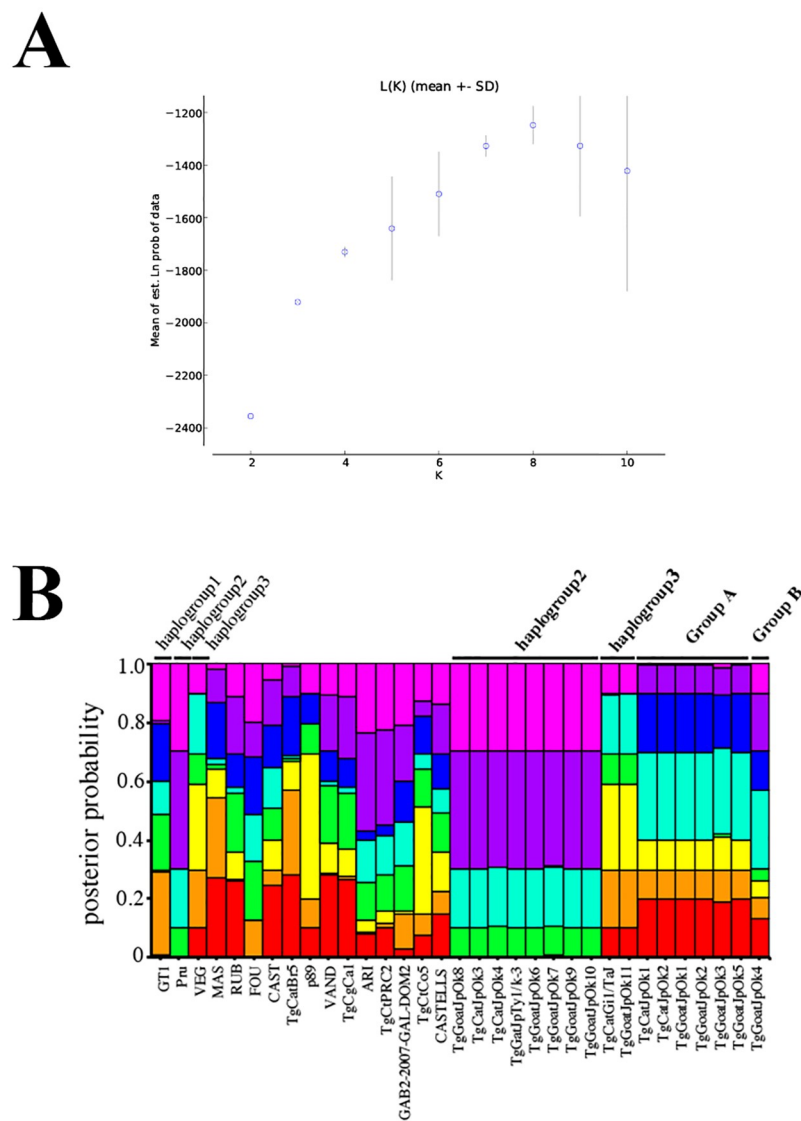 A
L(K) (mean +- SD)
Mean of est. Ln prob of data
−1200
−1400
−1600
−1800
−2000
−2200
−2400
2
4
6
8
10
K
B
haplogroup1
haplogroup2
haplogroup3
haplogroup2
haplogroup3
Group A
Group B
posterior probability
1.0
0.8
0.6
0.4
0.2
0
GT1
Pru
VEG
MAS
RUB
FOU
CAST
TgCatBr5
p89
VAND
TgCgCa1
ARI
TgCtPRC2
GAB2-2007-GAL-DOM2
TgCtCo5
CASTELLS
TgGoatJpOk8
TgCatJpOk3
TgCatJpOk4
TgGatJpTy1/k-3
TgGoatJpOk6
TgGoatJpOk7
TgGoatJpOk9
TgGoatJpOk10
TgCatGi1/TaJ
TgGoatJpOk11
TgCatJpOk1
TgCatJpOk2
TgGoatJpOk1
TgGoatJpOk2
TgGoatJpOk3
TgGoatJpOk5
TgGoatJpOk4